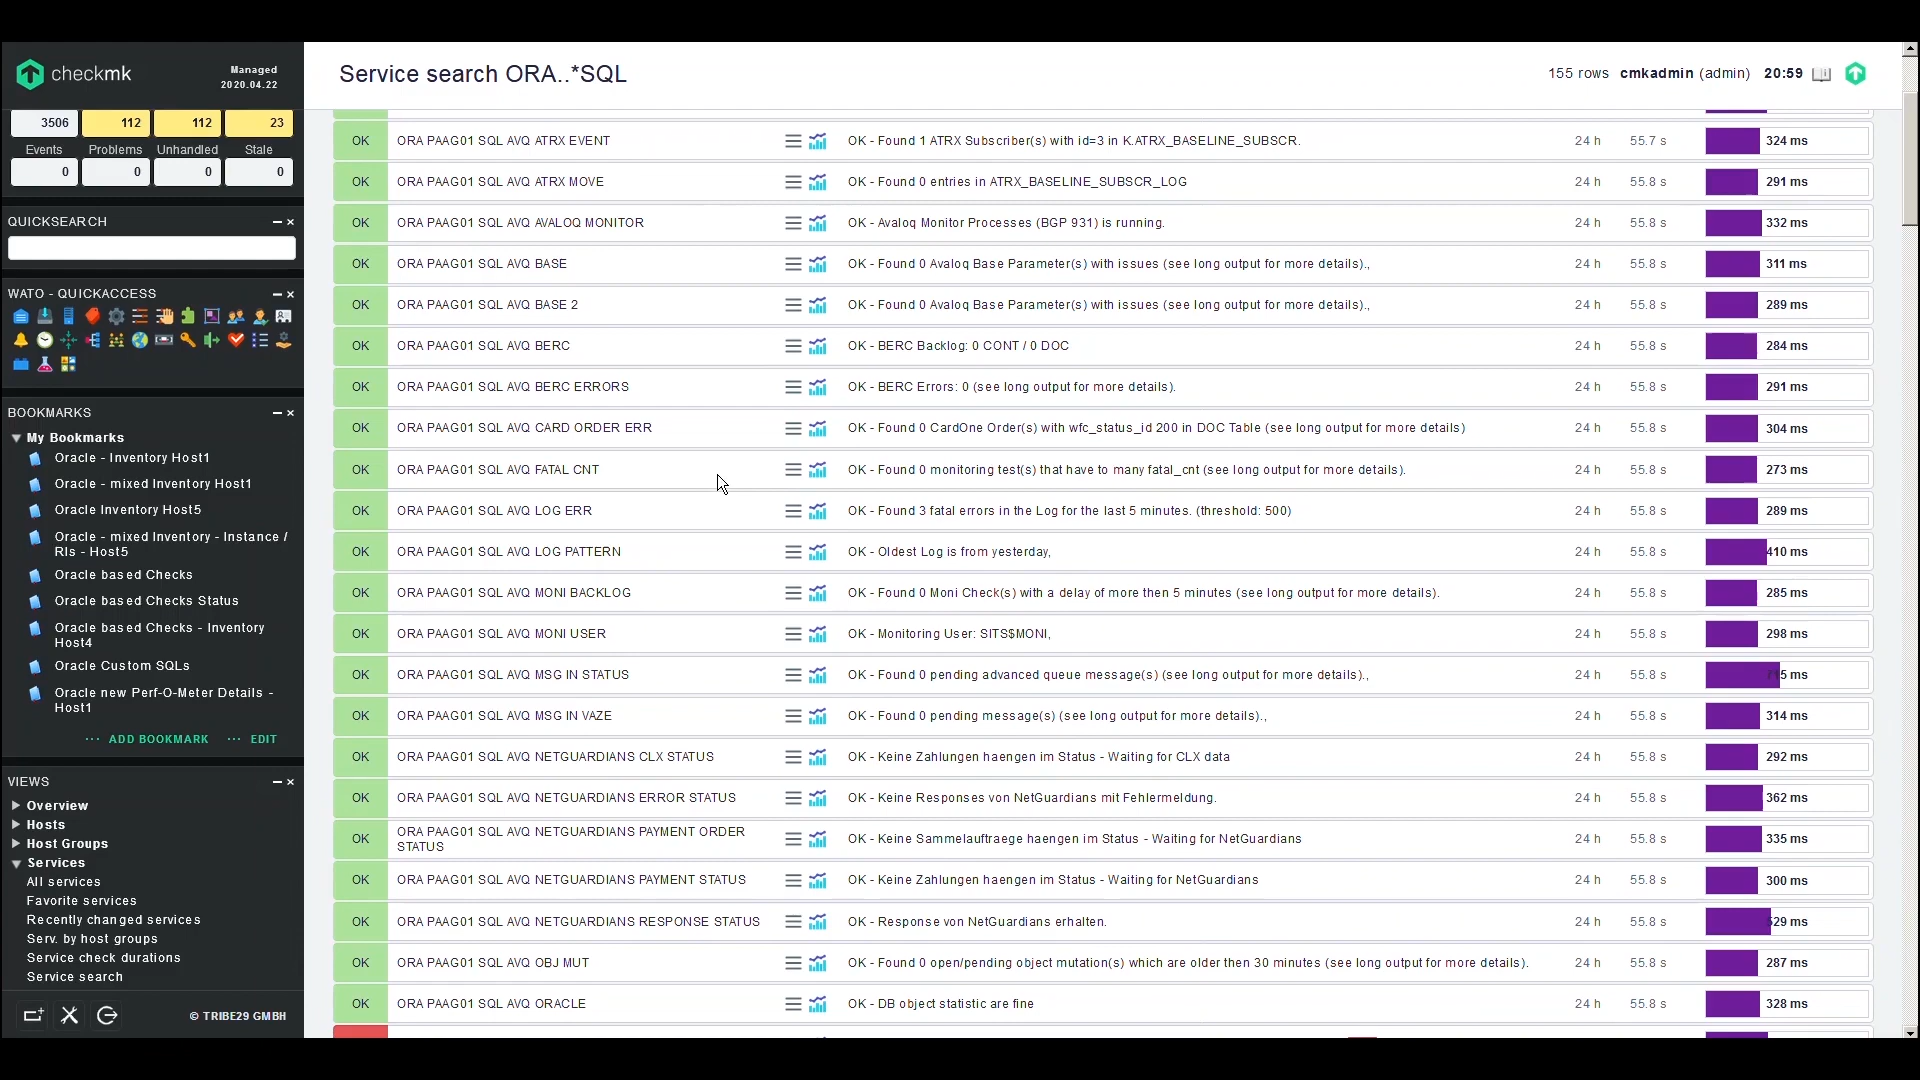 checkmk
Managed
2020.04.22
3506 112 112 23
Events Problems Unhandled Stale
0 0 0 0
QUICKSEARCH
WATO - QUICKACCESS
BOOKMARKS
My Bookmarks
Oracle - Inventory Host1
Oracle - mixed Inventory Host1
Oracle Inventory Host5
Oracle - mixed Inventory - Instance /
RIs - Host5
Oracle based Checks
Oracle based Checks Status
Oracle based Checks - Inventory
Host4
Oracle Custom SQLs
Oracle new Perf-O-Meter Details -
Host1
··· ADD BOOKMARK ··· EDIT
VIEWS
Overview
Hosts
Host Groups
Services
All services
Favorite services
Recently changed services
Serv. by host groups
Service check durations
Service search
© TRIBE29 GMBH
Service search ORA..*SQL
155 rows cmkadmin (admin) 20:59
OK ORA PAAG01 SQL AVQ ATRX EVENT OK - Found 1 ATRX Subscriber(s) with id=3 in K.ATRX_BASELINE_SUBSCR. 24 h 55.7 s 324 ms
OK ORA PAAG01 SQL AVQ ATRX MOVE OK - Found 0 entries in ATRX_BASELINE_SUBSCR_LOG 24 h 55.8 s 291 ms
OK ORA PAAG01 SQL AVQ AVALOQ MONITOR OK - Avaloq Monitor Processes (BGP 931) is running. 24 h 55.8 s 332 ms
OK ORA PAAG01 SQL AVQ BASE OK - Found 0 Avaloq Base Parameter(s) with issues (see long output for more details)., 24 h 55.8 s 311 ms
OK ORA PAAG01 SQL AVQ BASE 2 OK - Found 0 Avaloq Base Parameter(s) with issues (see long output for more details)., 24 h 55.8 s 289 ms
OK ORA PAAG01 SQL AVQ BERC OK - BERC Backlog: 0 CONT / 0 DOC 24 h 55.8 s 284 ms
OK ORA PAAG01 SQL AVQ BERC ERRORS OK - BERC Errors: 0 (see long output for more details). 24 h 55.8 s 291 ms
OK ORA PAAG01 SQL AVQ CARD ORDER ERR OK - Found 0 CardOne Order(s) with wfc_status_id 200 in DOC Table (see long output for more details) 24 h 55.8 s 304 ms
OK ORA PAAG01 SQL AVQ FATAL CNT OK - Found 0 monitoring test(s) that have to many fatal_cnt (see long output for more details). 24 h 55.8 s 273 ms
OK ORA PAAG01 SQL AVQ LOG ERR OK - Found 3 fatal errors in the Log for the last 5 minutes. (threshold: 500) 24 h 55.8 s 289 ms
OK ORA PAAG01 SQL AVQ LOG PATTERN OK - Oldest Log is from yesterday, 24 h 55.8 s 410 ms
OK ORA PAAG01 SQL AVQ MONI BACKLOG OK - Found 0 Moni Check(s) with a delay of more then 5 minutes (see long output for more details). 24 h 55.8 s 285 ms
OK ORA PAAG01 SQL AVQ MONI USER OK - Monitoring User: SITS$MONI, 24 h 55.8 s 298 ms
OK ORA PAAG01 SQL AVQ MSG IN STATUS OK - Found 0 pending advanced queue message(s) (see long output for more details)., 24 h 55.8 s ms
OK ORA PAAG01 SQL AVQ MSG IN VAZE OK - Found 0 pending message(s) (see long output for more details)., 24 h 55.8 s 314 ms
OK ORA PAAG01 SQL AVQ NETGUARDIANS CLX STATUS OK - Keine Zahlungen haengen im Status - Waiting for CLX data 24 h 55.8 s 292 ms
OK ORA PAAG01 SQL AVQ NETGUARDIANS ERROR STATUS OK - Keine Responses von NetGuardians mit Fehlermeldung. 24 h 55.8 s 362 ms
OK ORA PAAG01 SQL AVQ NETGUARDIANS PAYMENT ORDER
STATUS OK - Keine Sammelauftraege haengen im Status - Waiting for NetGuardians 24 h 55.8 s 335 ms
OK ORA PAAG01 SQL AVQ NETGUARDIANS PAYMENT STATUS OK - Keine Zahlungen haengen im Status - Waiting for NetGuardians 24 h 55.8 s 300 ms
OK ORA PAAG01 SQL AVQ NETGUARDIANS RESPONSE STATUS OK - Response von NetGuardians erhalten. 24 h 55.8 s 529 ms
OK ORA PAAG01 SQL AVQ OBJ MUT OK - Found 0 open/pending object mutation(s) which are older then 30 minutes (see long output for more details). 24 h 55.8 s 287 ms
OK ORA PAAG01 SQL AVQ ORACLE OK - DB object statistic are fine 24 h 55.8 s 328 ms